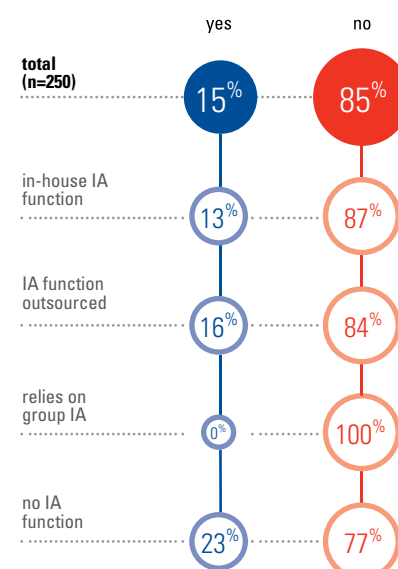 yes no
total
(n=250)
15% 85%
in-house IA
function
13% 87%
IA function
outsourced
16% 84%
relies on
group IA
0% 100%
no IA
function
23% 77%